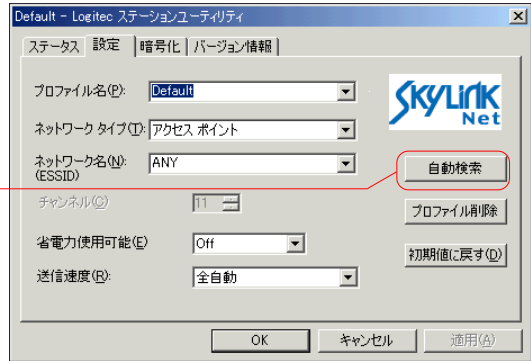 Default - Logitec ステーションユーティリティ
ステータス 設定 暗号化 バージョン情報
プロファイル名(P): Default
SKYLINK Net
ネットワーク タイプ(T): アクセス ポイント
ネットワーク名(N): ANY
(ESSID)
自動検索
チャンネル(C) 11
プロファイル削除
省電力使用可能(E) Off
初期値に戻す(D)
送信速度(R): 全自動
OK キャンセル 適用(A)